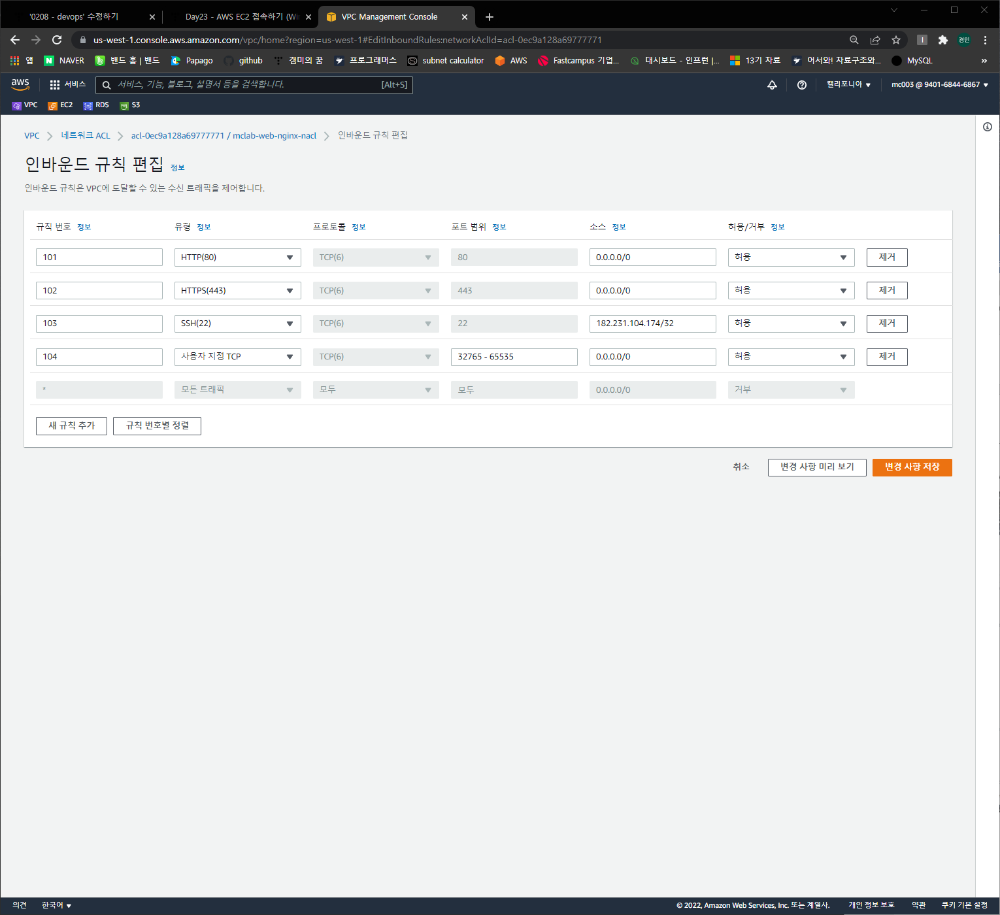 '0208 - devops' 수정하기
Day23 - AWS EC2 접속하기 (Wi
VPC Management Console
us-west-1.console.aws.amazon.com/vpc/home?region=us-west-1#EditInboundRules:networkAclId=acl-0ec9a128a69777771
경민
앱 NAVER 밴드 홈 | 밴드 Papago github 캠미의 꿈 프로그래머스 subnet calculator AWS Fastcampus 기업... 대시보드 - 인프런 |... 13기 자료 어서와! 자료구조와... MySQL »
aws 서비스 서비스, 기능, 블로그, 설명서 등을 검색합니다. [Alt+S] 캘리포니아 ▼ mc003 @ 9401-6844-6867 ▼
VPC EC2 RDS S3
VPC > 네트워크 ACL > acl-0ec9a128a69777771 / mclab-web-nginx-nacl > 인바운드 규칙 편집
인바운드 규칙 편집 정보
인바운드 규칙은 VPC에 도달할 수 있는 수신 트래픽을 제어합니다.
규칙 번호 정보 유형 정보 프로토콜 정보 포트 범위 정보 소스 정보 허용/거부 정보
101 HTTP(80) TCP(6) 80 0.0.0.0/0 허용 제거
102 HTTPS(443) TCP(6) 443 0.0.0.0/0 허용 제거
103 SSH(22) TCP(6) 22 182.231.104.174/32 허용 제거
104 사용자 지정 TCP TCP(6) 32765 - 65535 0.0.0.0/0 허용 제거
* 모든 트래픽 모두 모두 0.0.0.0/0 거부
새 규칙 추가 규칙 번호별 정렬
취소 변경 사항 미리 보기 변경 사항 저장
의견 한국어 ▼ © 2022, Amazon Web Services, Inc. 또는 계열사. 개인 정보 보호 약관 쿠키 기본 설정